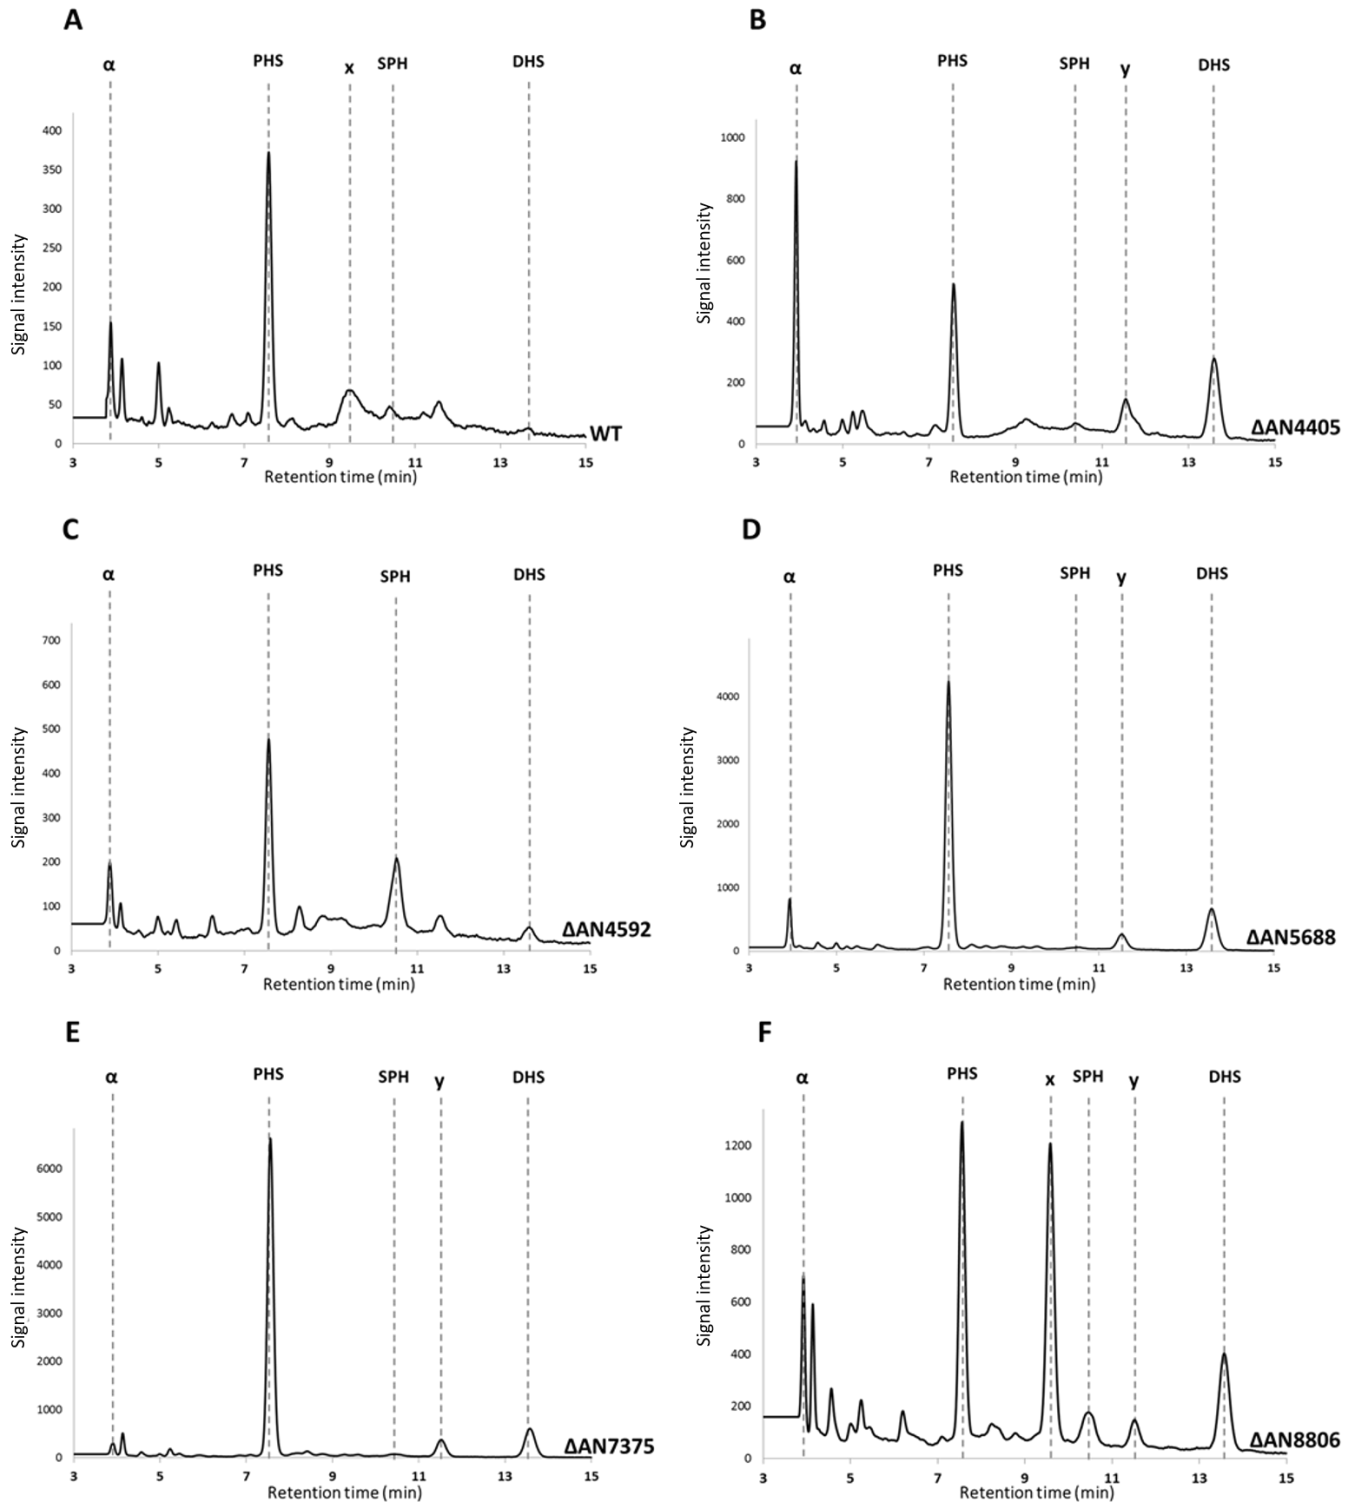 A
α PHS x SPH DHS
400
350
300
250
200
150
100
50
0
Signal intensity
3 5 7 9 11 13 15
Retention time (min)
WT
B
α PHS SPH y DHS
1000
800
600
400
200
0
Signal intensity
3 5 7 9 11 13 15
Retention time (min)
ΔAN4405
C
α PHS SPH DHS
700
600
500
400
300
200
100
0
Signal intensity
3 5 7 9 11 13 15
Retention time (min)
ΔAN4592
D
α PHS SPH y DHS
4000
3000
2000
1000
0
Signal intensity
3 5 7 9 11 13 15
Retention time (min)
ΔAN5688
E
α PHS SPH y DHS
6000
5000
4000
3000
2000
1000
0
Signal intensity
3 5 7 9 11 13 15
Retention time (min)
ΔAN7375
F
α PHS x SPH y DHS
1200
1000
800
600
400
200
0
Signal intensity
3 5 7 9 11 13 15
Retention time (min)
ΔAN8806